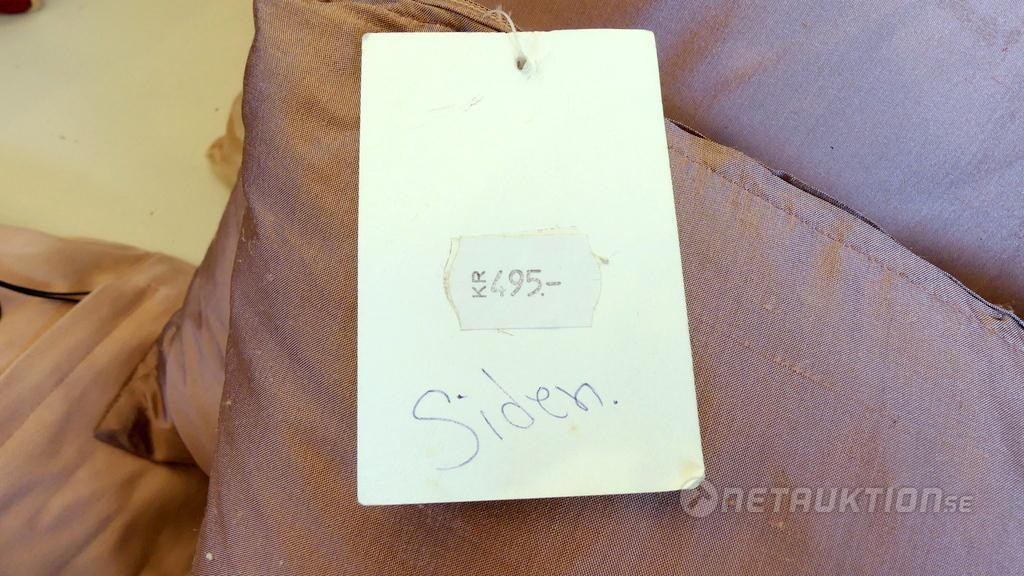 KR 495.-
Siden.
NETAUKTION.SE